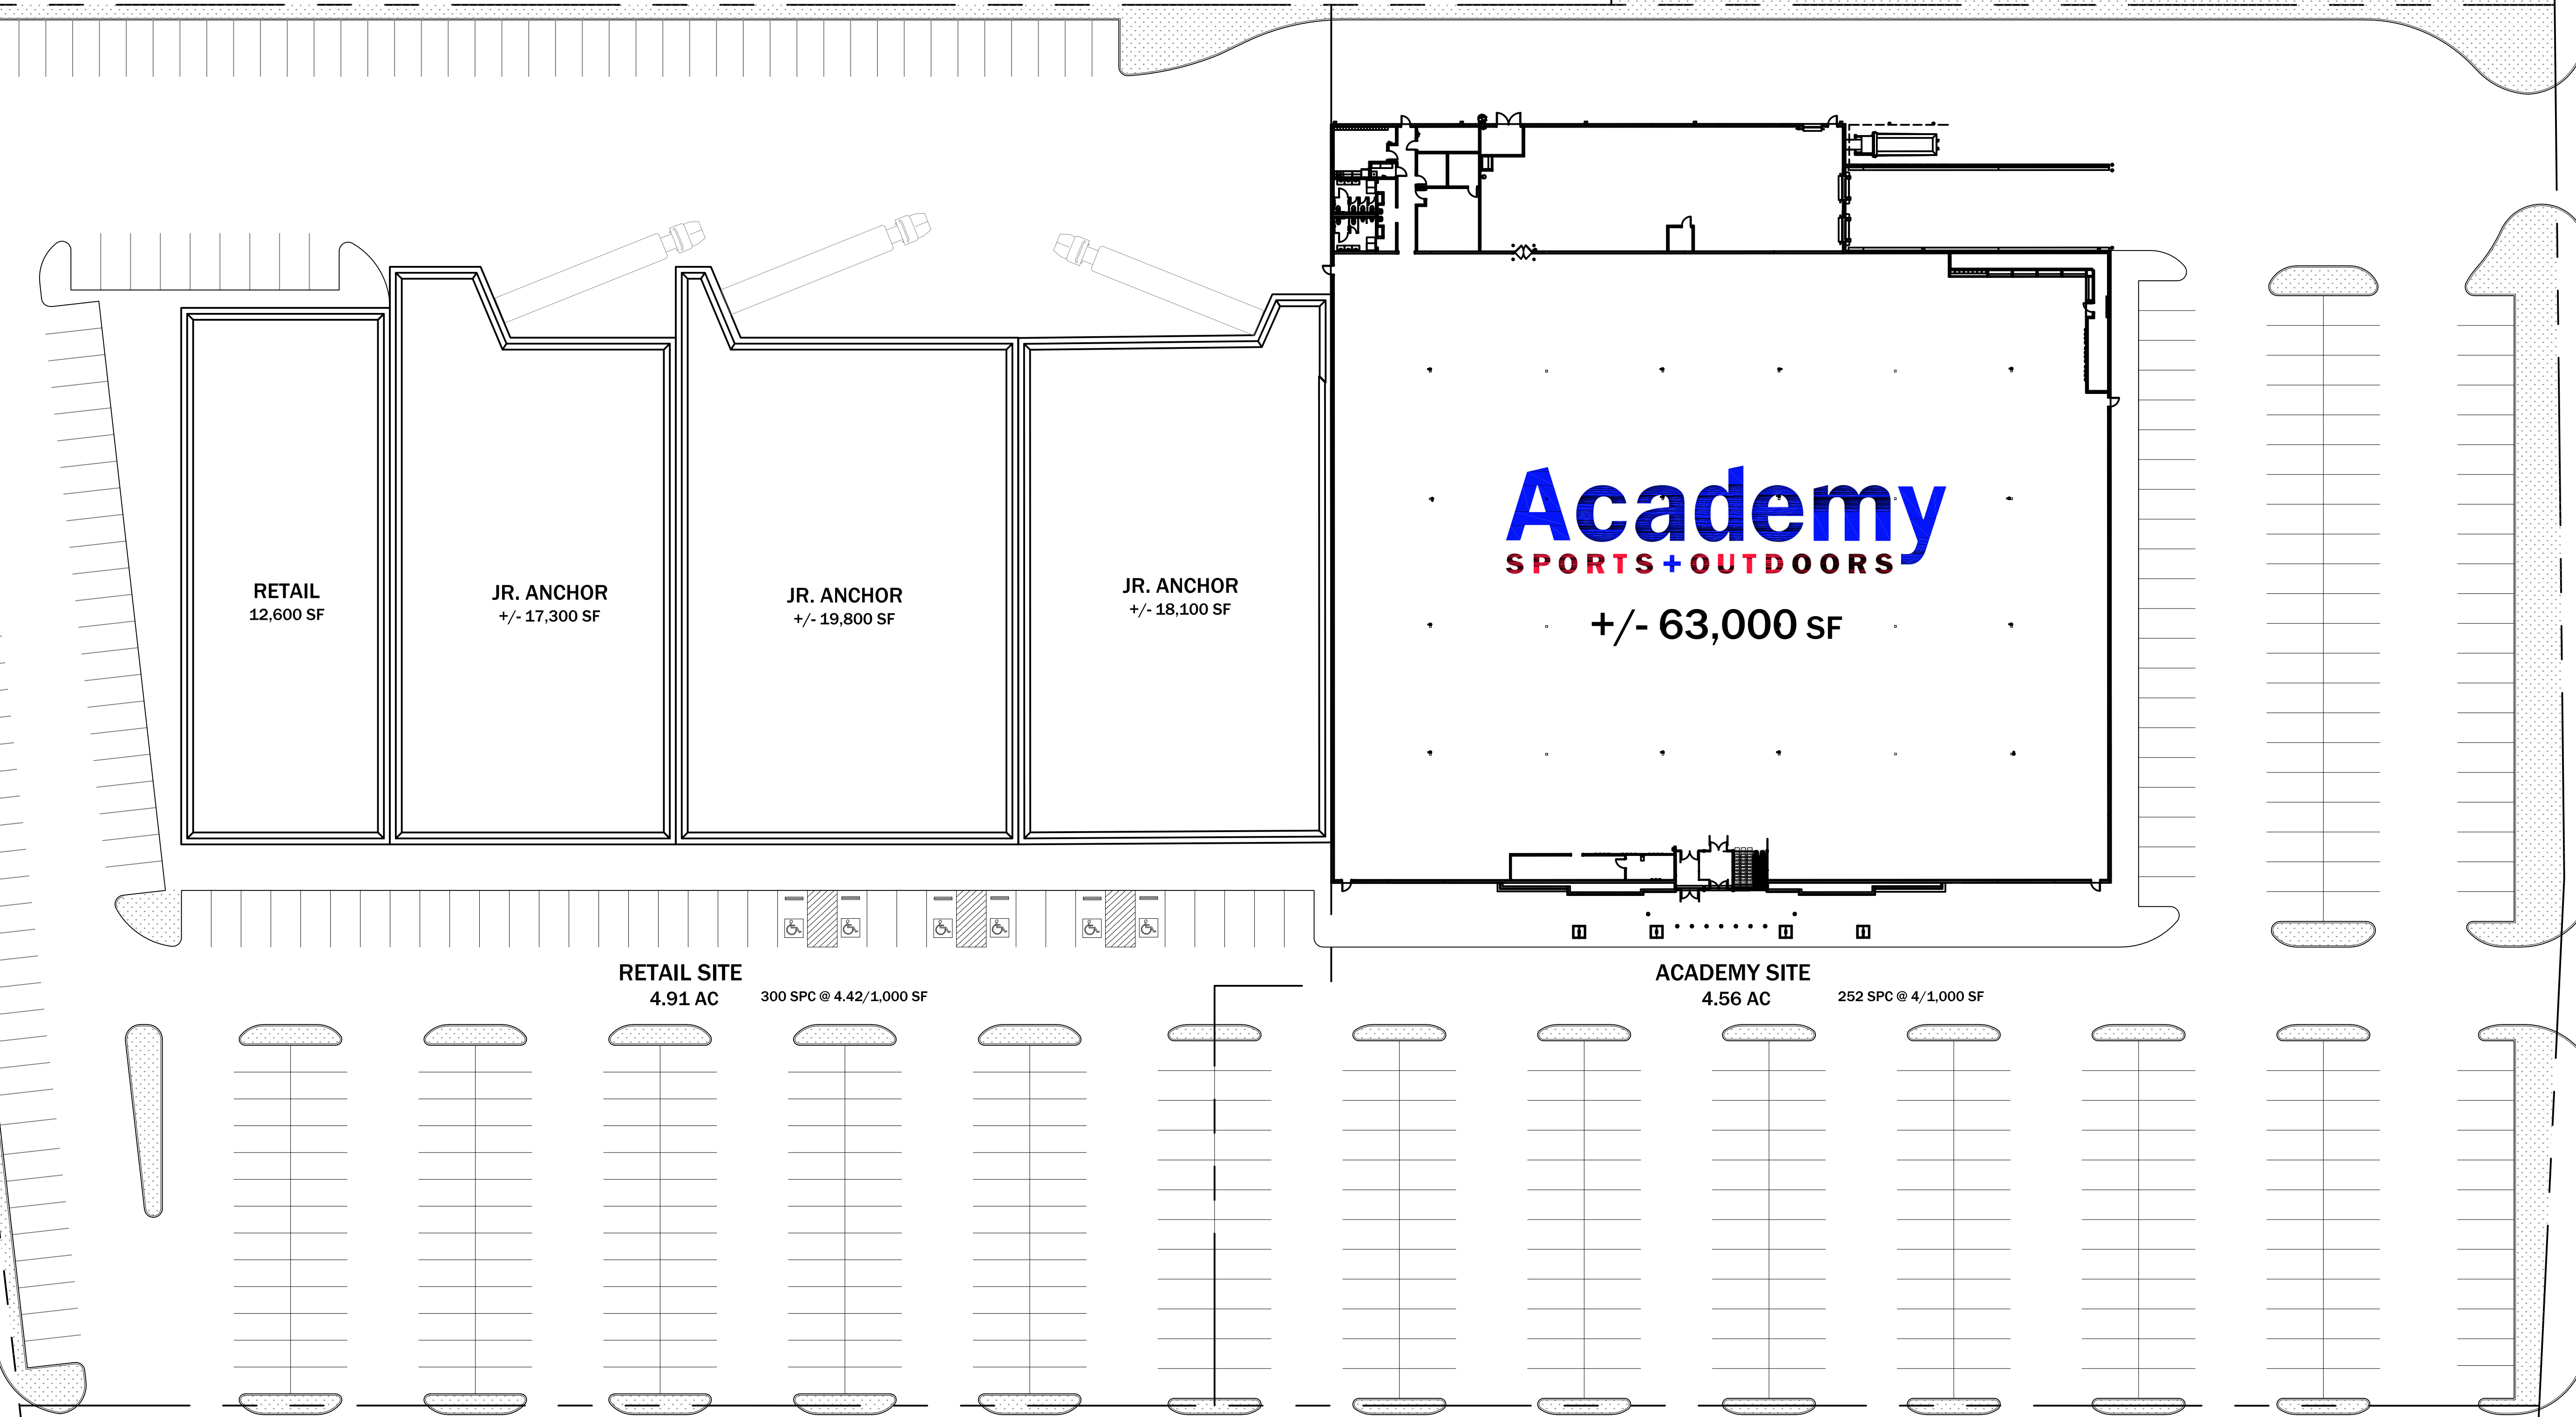 RETAIL
12,600 SF
JR. ANCHOR
+/- 17,300 SF
JR. ANCHOR
+/- 19,800 SF
JR. ANCHOR
+/- 18,100 SF
Academy
SPORTS+OUTDOORS
+/- 63,000 SF
RETAIL SITE
4.91 AC
300 SPC @ 4.42/1,000 SF
ACADEMY SITE
4.56 AC
252 SPC @ 4/1,000 SF